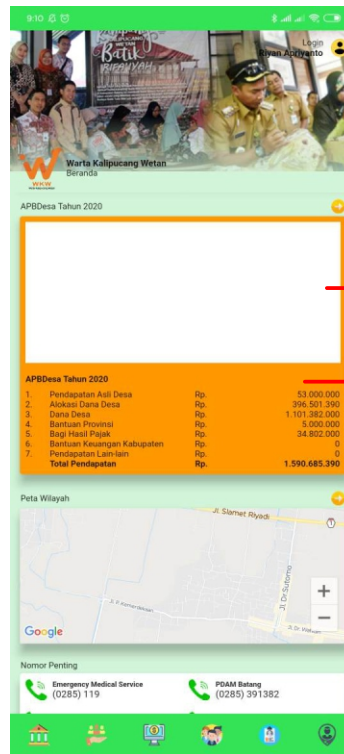 9:10
Batik
RIFAIYAH
Login
Riyan Apriyanto
WKW
Warta Kalipucang Wetan
Beranda
APBDesa Tahun 2020
APBDesa Tahun 2020
1. Pendapatan Asli Desa Rp. 53.000.000
2. Alokasi Dana Desa Rp. 396.501.390
3. Dana Desa Rp. 1.101.382.000
4. Bantuan Provinsi Rp. 5.000.000
5. Bagi Hasil Pajak Rp. 34.802.000
6. Bantuan Keuangan Kabupaten Rp. 0
7. Pendapatan Lain-lain Rp. 0
Total Pendapatan Rp. 1.590.685.390
Peta Wilayah
Jl. Slamet Riyadi
Jl. Dr.Sutomo
Google
Nomor Penting
Emergency Medical Service
(0285) 119
PDAM Batang
(0285) 391382